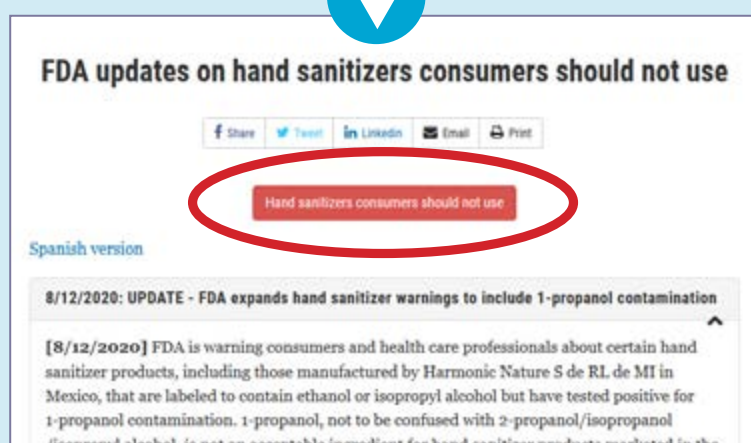 FDA updates on hand sanitizers consumers should not use
Share Tweet Linkedin Email Print
Hand sanitizers consumers should not use
Spanish version
8/12/2020: UPDATE - FDA expands hand sanitizer warnings to include 1-propanol contamination
[8/12/2020] FDA is warning consumers and health care professionals about certain hand
sanitizer products, including those manufactured by Harmonic Nature S de RL de MI in
Mexico, that are labeled to contain ethanol or isopropyl alcohol but have tested positive for
1-propanol contamination. 1-propanol, not to be confused with 2-propanol/isopropanol